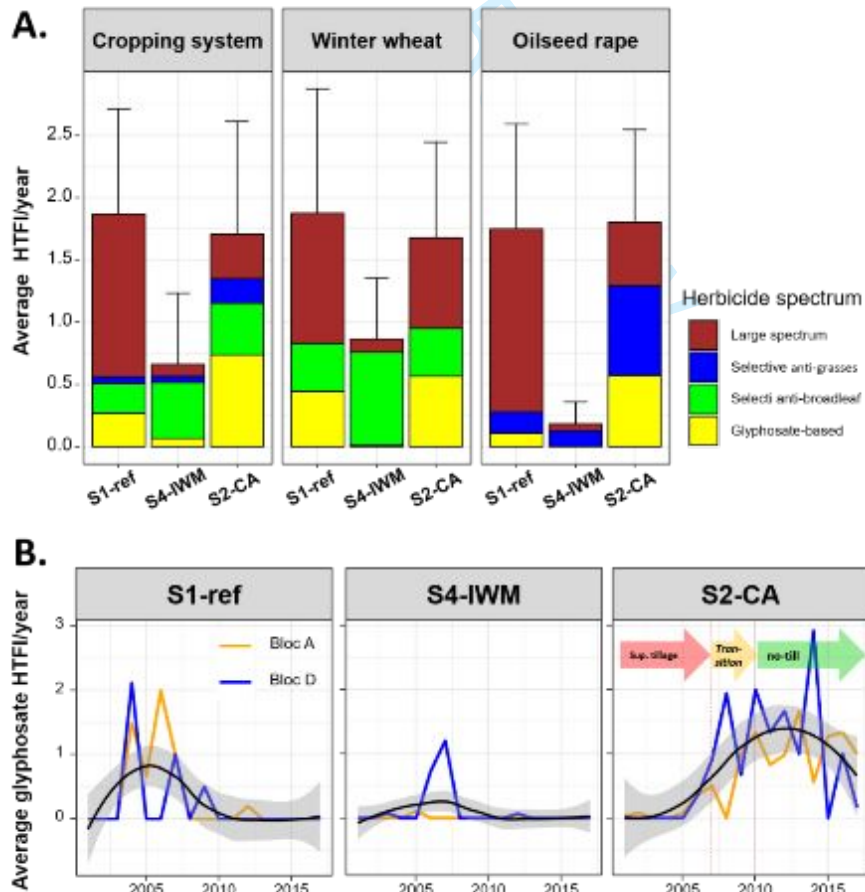 A.
Cropping system Winter wheat Oilseed rape
Average HTFI/year
2.5
2.0
1.5
1.0
0.5
0.0
S1-ref S4-IWM S2-CA S1-ref S4-IWM S2-CA S1-ref S4-IWM S2-CA
Herbicide spectrum
Large spectrum
Selective anti-grasses
Selecti anti-broadleaf
Glyphosate-based
B.
S1-ref S4-IWM S2-CA
Average glyphosate HTFI/year
3
2
1
0
Bloc A
Bloc D
Sup. tillage
Tran-
sition
no-till
2005 2010 2015 2005 2010 2015 2005 2010 2015